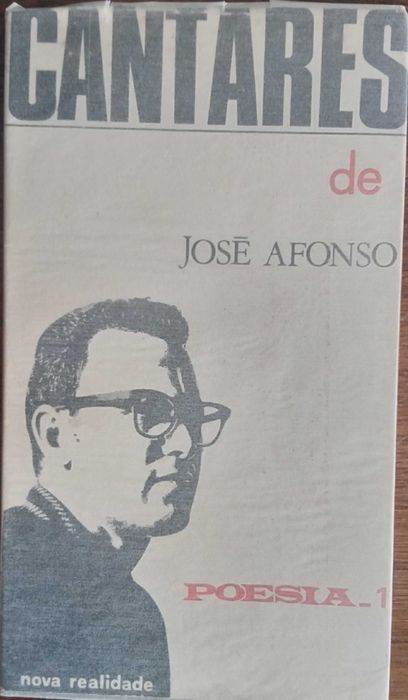 CANTARES
de
JOSÉ AFONSO
POESIA-1
nova realidade